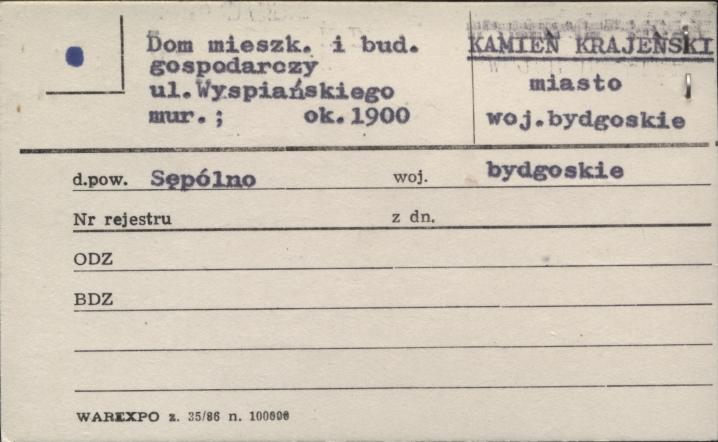 Dom mieszk. i bud.
gospodarczy
ul.Wyspiańskiego
mur.; ok.1900
KAMIEŃ KRAJEŃSKI
miasto
woj.bydgoskie
d.pow. Sępólno woj. bydgoskie
Nr rejestru z dn.
ODZ
BDZ
WAREXPO z. 35/86 n. 100000